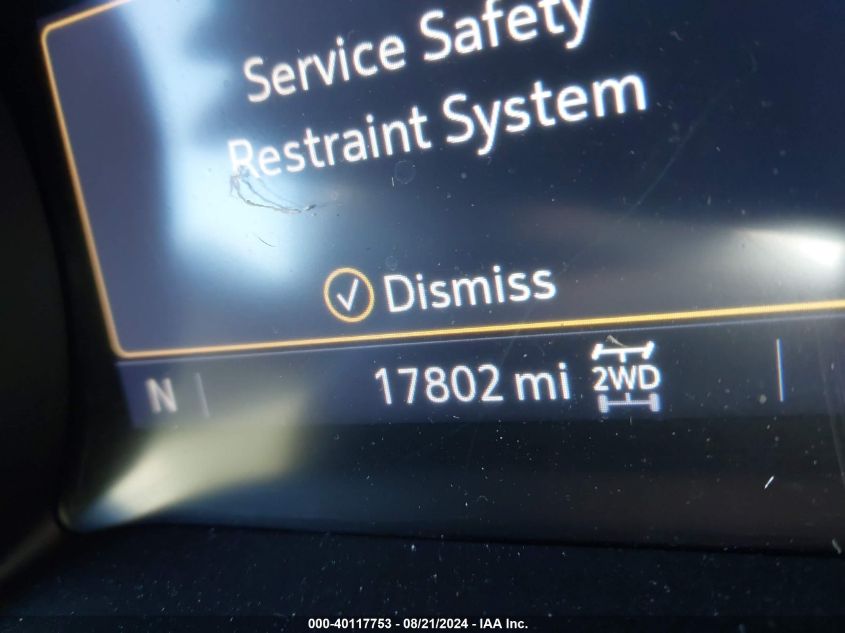 Service Safety
Restraint System
Dismiss
N 17802 mi 2WD
000-40117753 - 08/21/2024 - IAA Inc.